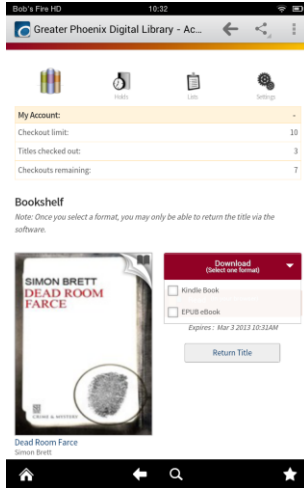 Bob's Fire HD 10:32
Greater Phoenix Digital Library - Ac...
Holds Lists Settings
My Account: -
Checkout limit: 10
Titles checked out: 3
Checkouts remaining: 7
Bookshelf
Note: Once you select a format, you may only be able to return the title via the
software.
SIMON BRETT
DEAD ROOM
FARCE
CRIME & MYSTERY
Download
(Select one format)
Kindle Book
EPUB eBook
Expires : Mar 3 2013 10:31AM
Return Title
Dead Room Farce
Simon Brett